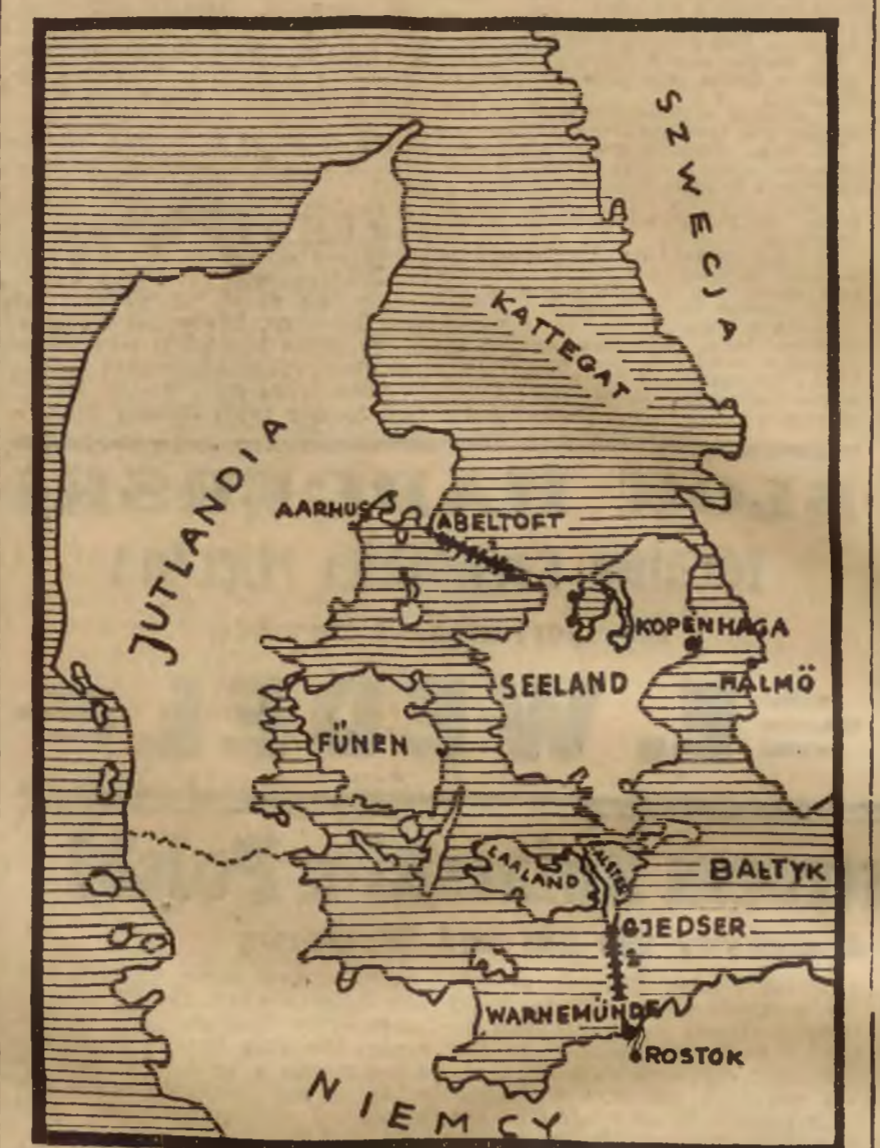 SZWECJA
KATTEGAT
JUTLANDIA
AARHUS
ABELTOFT
KOPENHAGA
MALMÖ
SEELAND
FÜNEN
LAALAND
BAŁTYK
GJEDSER
WARNEMÜNDE
ROSTOK
NIEMCY